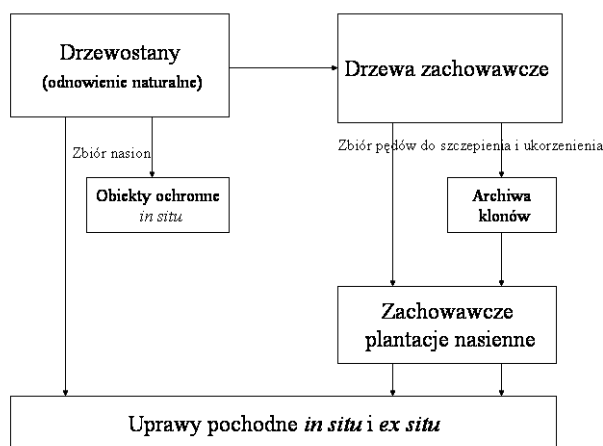 Drzewostany
(odnowienie naturalne)
Drzewa zachowawcze
Zbiór nasion
Zbiór pędów do szczepienia i ukorzenienia
Obiekty ochronne
in situ
Archiwa
klonów
Zachowawcze
plantacje nasienne
Uprawy pochodne in situ i ex situ